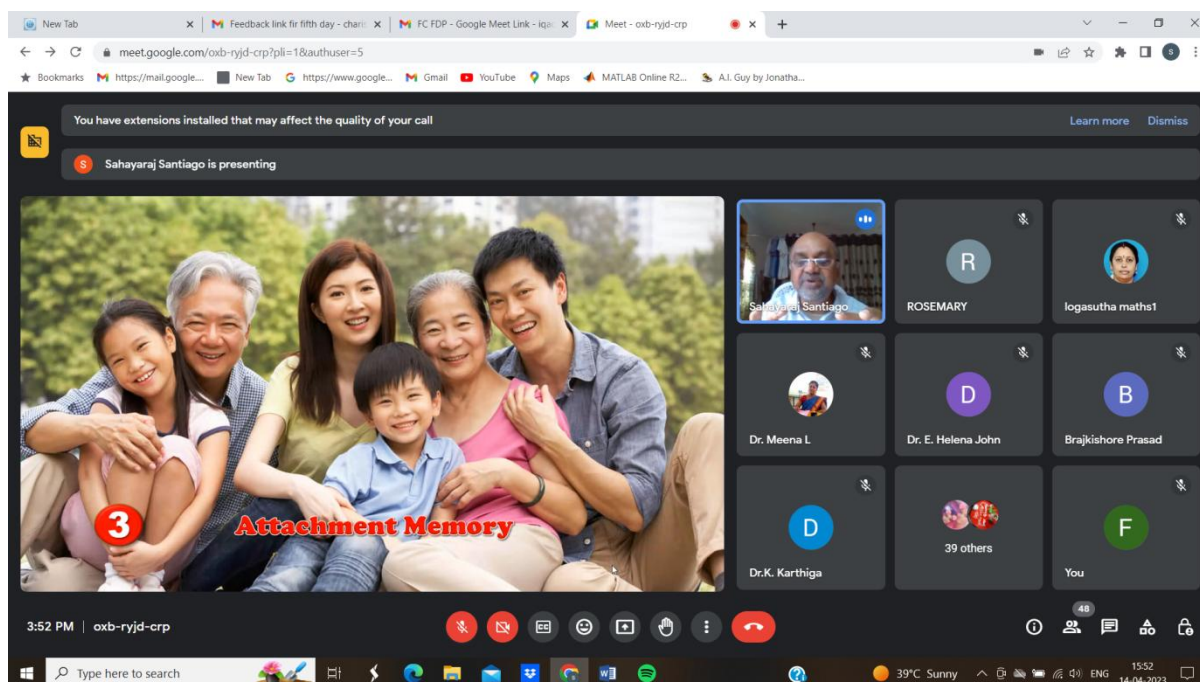 New Tab
Feedback link fir fifth day - chari
FC FDP - Google Meet Link - iqa
Meet - oxb-ryjd-crp
meet.google.com/oxb-ryjd-crp?pli=1&authuser=5
S
Bookmarks
https://mail.google....
New Tab
https://www.google...
Gmail
YouTube
Maps
MATLAB Online R2...
A.I. Guy by Jonatha...
You have extensions installed that may affect the quality of your call
Learn more
Dismiss
S
Sahayaraj Santiago is presenting
3
Attachment Memory
Sahayaraj Santiago
R
ROSEMARY
logasutha maths1
Dr. Meena L
D
Dr. E. Helena John
B
Brajkishore Prasad
D
Dr.K. Karthiga
39 others
F
You
3:52 PM | oxb-ryjd-crp
CC
48
Type here to search
39°C Sunny
ENG
15:52
14-04-2023